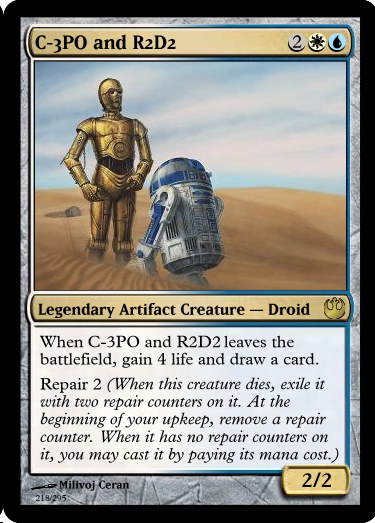 C-3PO and R2D2 2
Legendary Artifact Creature — Droid
When C-3PO and R2D2 leaves the
battlefield, gain 4 life and draw a card.
Repair 2 (When this creature dies, exile it
with two repair counters on it. At the
beginning of your upkeep, remove a repair
counter. When it has no repair counters on
it, you may cast it by paying its mana cost.)
2/2
Milivoj Ceran
218/295